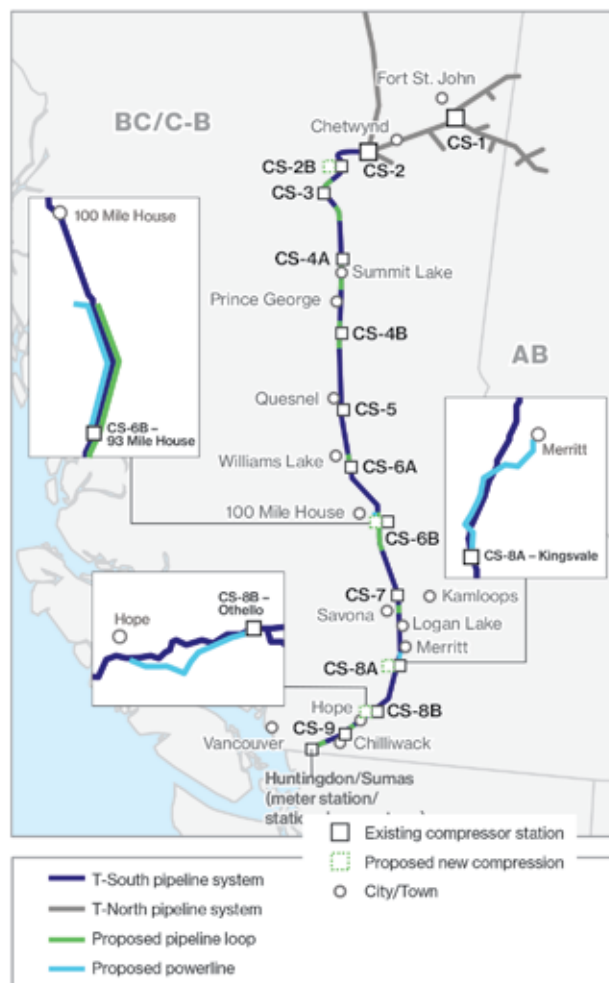 Fort St. John
BC/C-B
Chetwynd
CS-1
CS-2B
CS-2
CS-3
100 Mile House
CS-4A
Summit Lake
Prince George
CS-4B
AB
Quesnel
CS-5
CS-6B –
93 Mile House
Merritt
Williams Lake
CS-6A
100 Mile House
CS-6B
CS-8A – Kingsvale
CS-8B –
Othello
Hope
CS-7
Kamloops
Savona
Logan Lake
Merritt
CS-8A
Hope
CS-8B
CS-9
Vancouver
Chilliwack
Huntingdon/Sumas
(meter station/
Existing compressor station
Proposed new compression
City/Town
T-South pipeline system
T-North pipeline system
Proposed pipeline loop
Proposed powerline